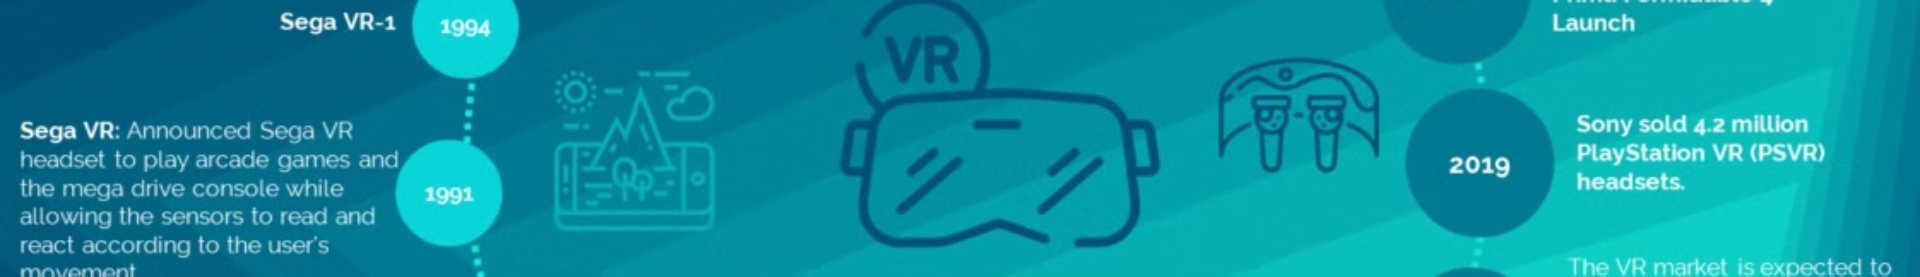 Sega VR-1
1994
Sega VR: Announced Sega VR
headset to play arcade games and
the mega drive console while
allowing the sensors to read and
react according to the user's
movement
1991
VR
Launch
2019
Sony sold 4.2 million
PlayStation VR (PSVR)
headsets.
The VR market is expected to